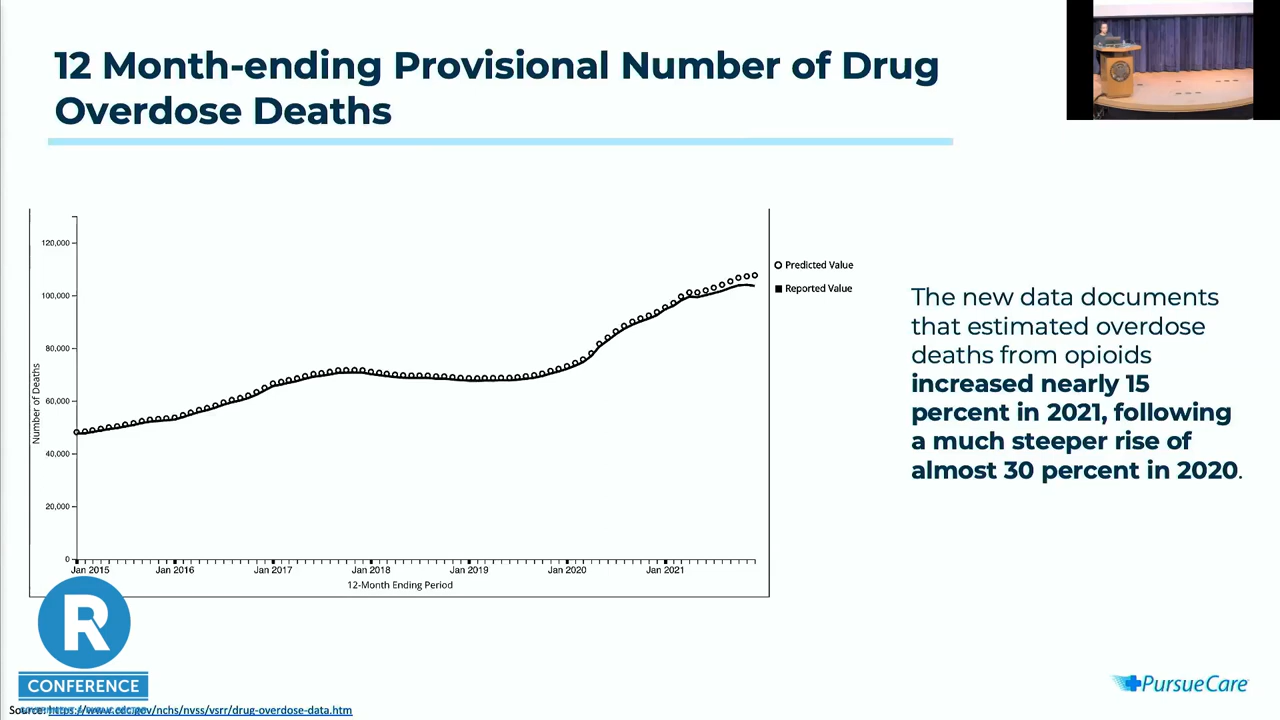 12 Month-ending Provisional Number of Drug
Overdose Deaths
120,000
100,000
80,000
60,000
40,000
20,000
0
Number of Deaths
Jan 2015
Jan 2016
Jan 2017
Jan 2018
Jan 2019
Jan 2020
Jan 2021
12-Month Ending Period
Predicted Value
Reported Value
The new data documents
that estimated overdose
deaths from opioids
increased nearly 15
percent in 2021, following
a much steeper rise of
almost 30 percent in 2020.
R
CONFERENCE
Source: https://www.cdc.gov/nchs/nvss/vsrr/drug-overdose-data.htm
PursueCare